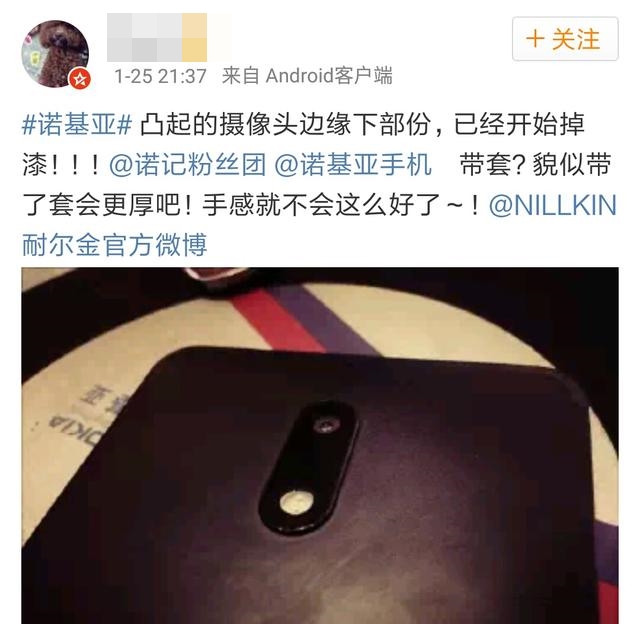 + 关注
1-25 21:37 来自 Android客户端
#诺基亚# 凸起的摄像头边缘下部份，已经开始掉
漆！！！@诺记粉丝团 @诺基亚手机 带套？貌似带
了套会更厚吧！手感就不会这么好了～！@NILLKIN
耐尔金官方微博
NOKIA